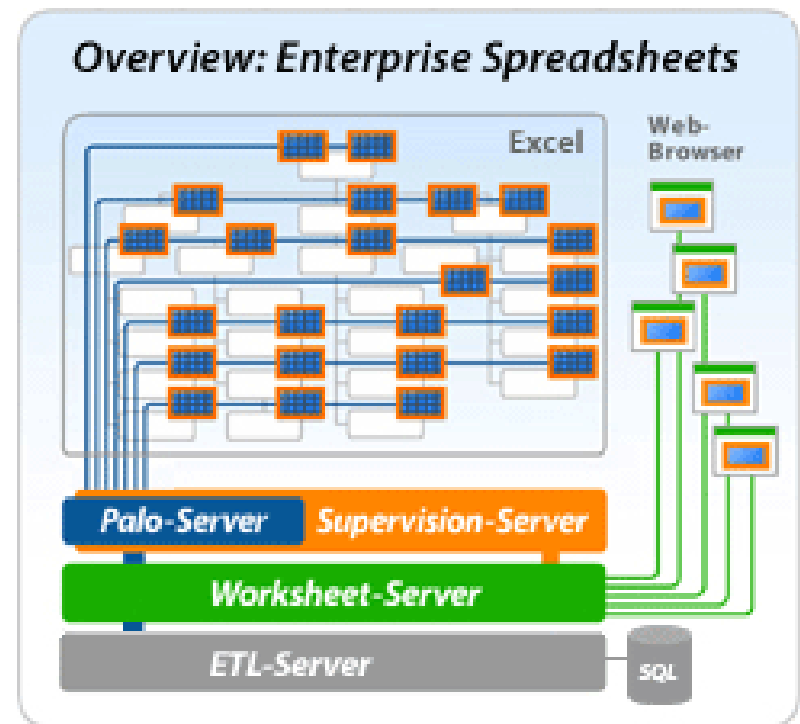 Overview: Enterprise Spreadsheets
Excel
Web-
Browser
Palo-Server
Supervision-Server
Worksheet-Server
ETL-Server
SQL